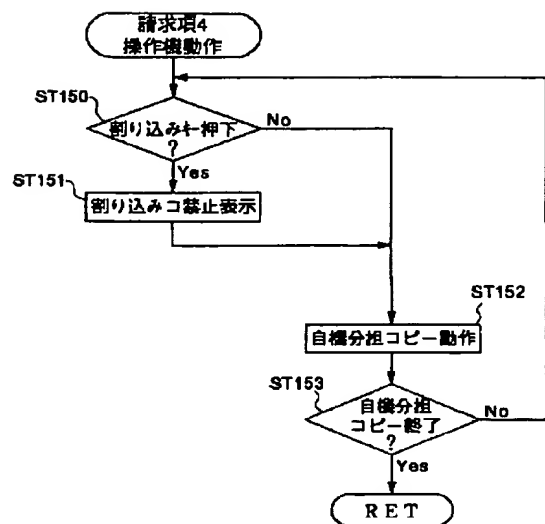 請求項4
操作機動作
ST150
割り込みキー押下
?
No
Yes
ST151
割り込みコ禁止表示
ST152
自機分担コピー動作
ST153
自機分担
コピー終了
?
No
Yes
RET